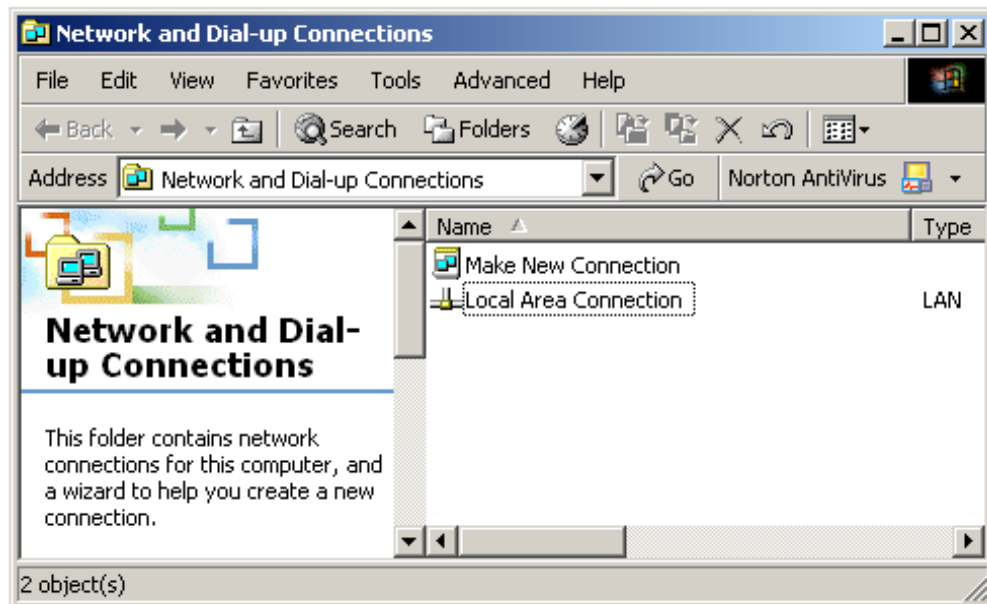 Network and Dial-up Connections
File Edit View Favorites Tools Advanced Help
Back Search Folders
Address Network and Dial-up Connections Go Norton AntiVirus
Network and Dial-
up Connections
This folder contains network
connections for this computer, and
a wizard to help you create a new
connection.
Name Type
Make New Connection
Local Area Connection LAN
2 object(s)